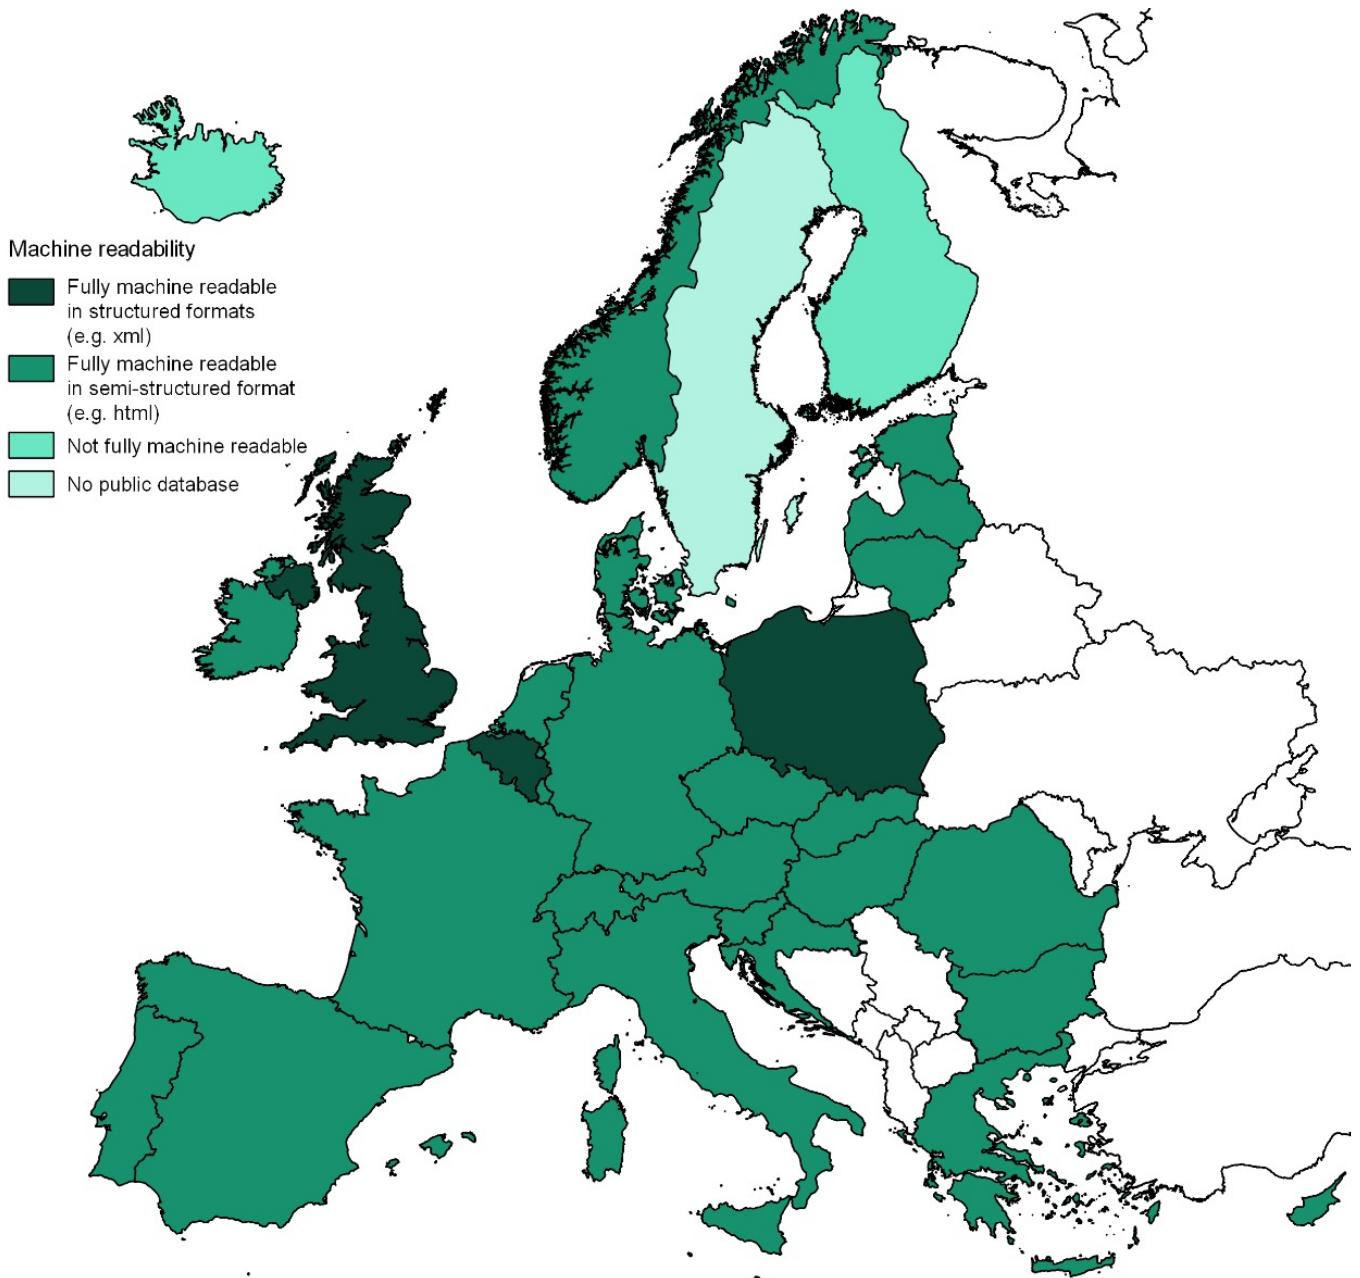 Machine readability
Fully machine readable
in structured formats
(e.g. xml)
Fully machine readable
in semi-structured format
(e.g. html)
Not fully machine readable
No public database